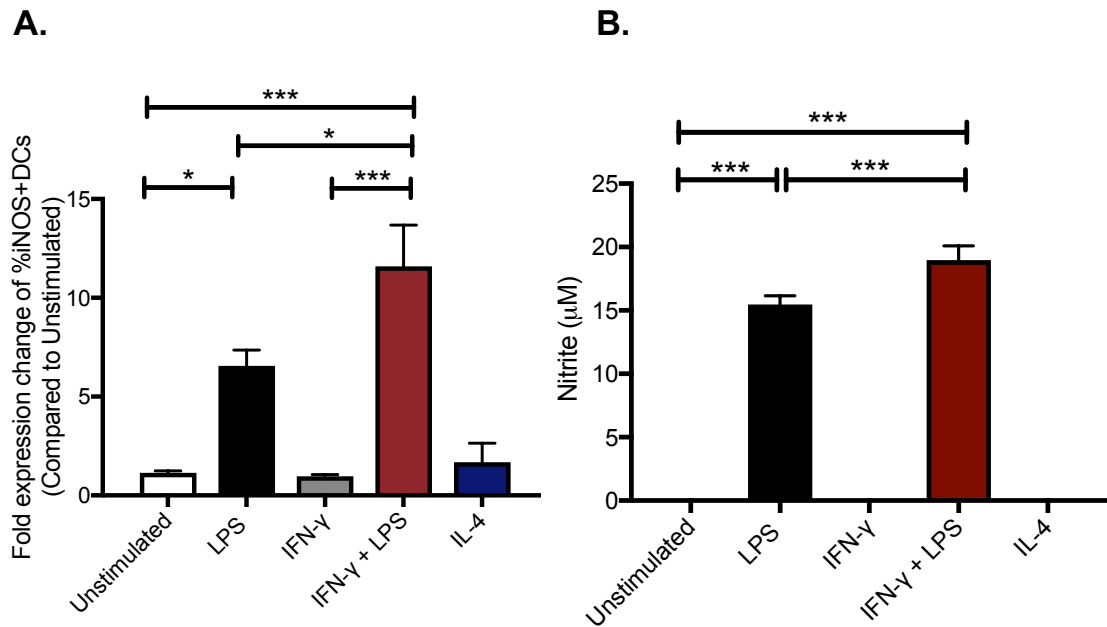 A.
***
*
*
***
Fold expression change of %iNOS+DCs
(Compared to Unstimulated)
15
10
5
0
Unstimulated
LPS
IFN-γ
IFN-γ + LPS
IL-4
B.
***
***
***
Nitrite (μM)
25
20
15
10
5
0
Unstimulated
LPS
IFN-γ
IFN-γ + LPS
IL-4